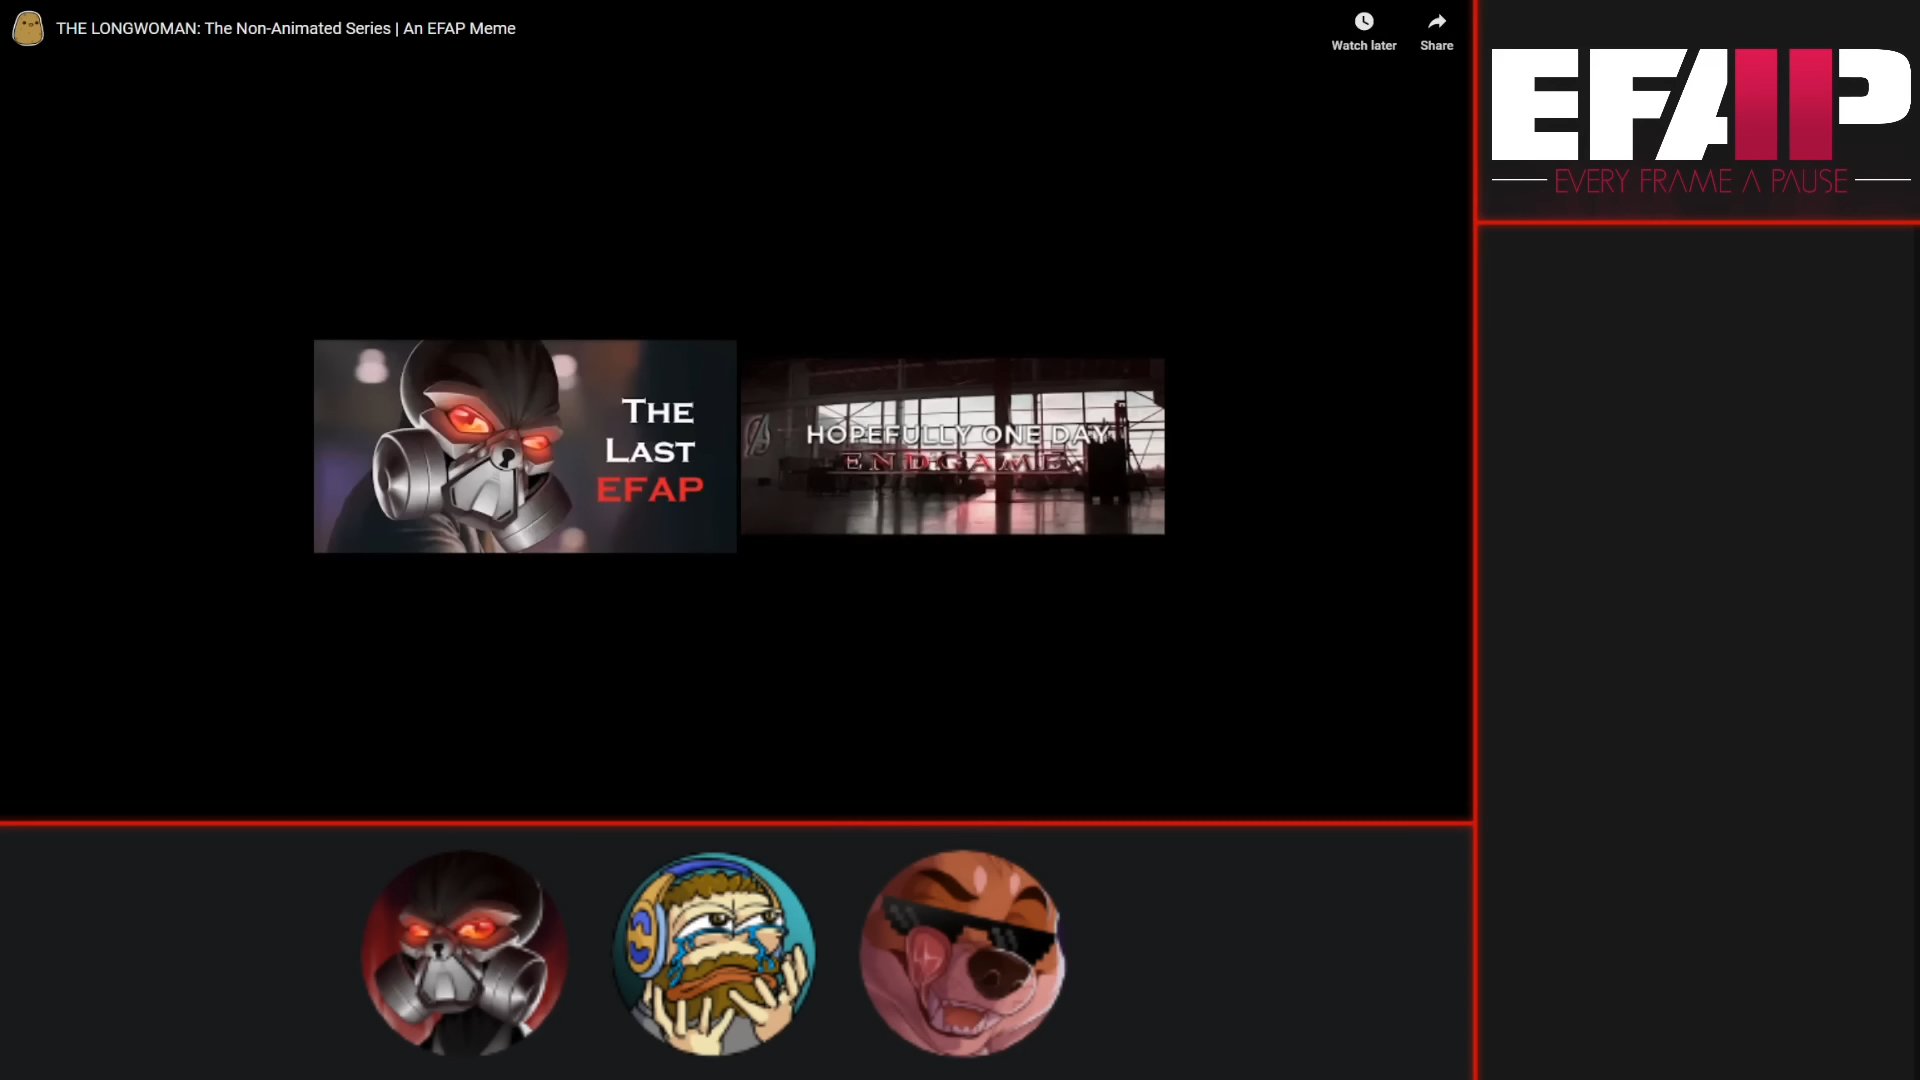 THE LONGWOMAN: The Non-Animated Series | An EFAP Meme
Watch later
Share
EFAP
EVERY FRAME A PAUSE
THE
LAST
EFAP
HOPEFULLY ONE DAY
ENDGAME